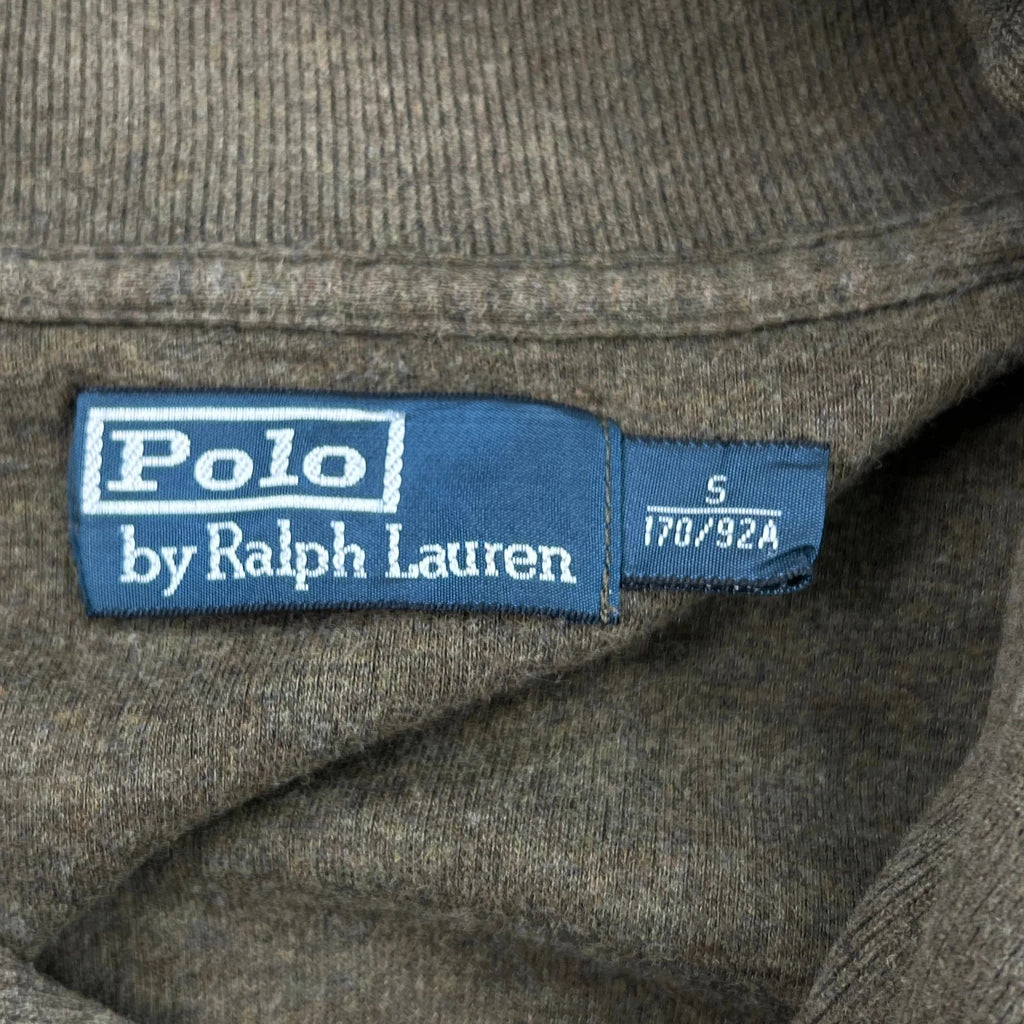 Polo
by Ralph Lauren
S
170/92A